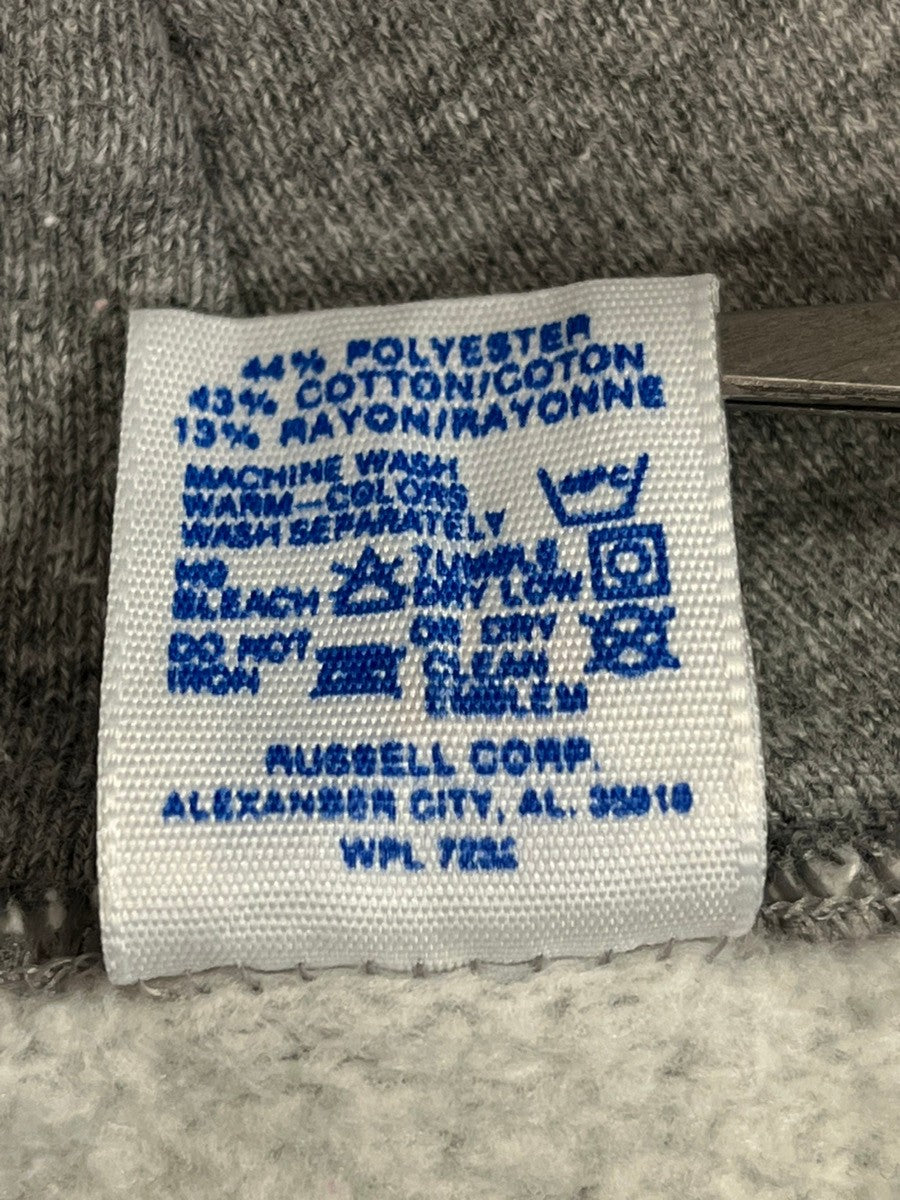 44% POLYESTER
43% COTTON/COTON
13% RAYON/RAYONNE
MACHINE WASH
WARM—COLORS
WASH SEPARATELY
NO
BLEACH
DO NOT
IRON
TUMBLE
DRY LOW
OR DRY
CLEAN
EMBLEM
RUSSELL CORP.
ALEXANDER CITY, AL. 35010
WPL